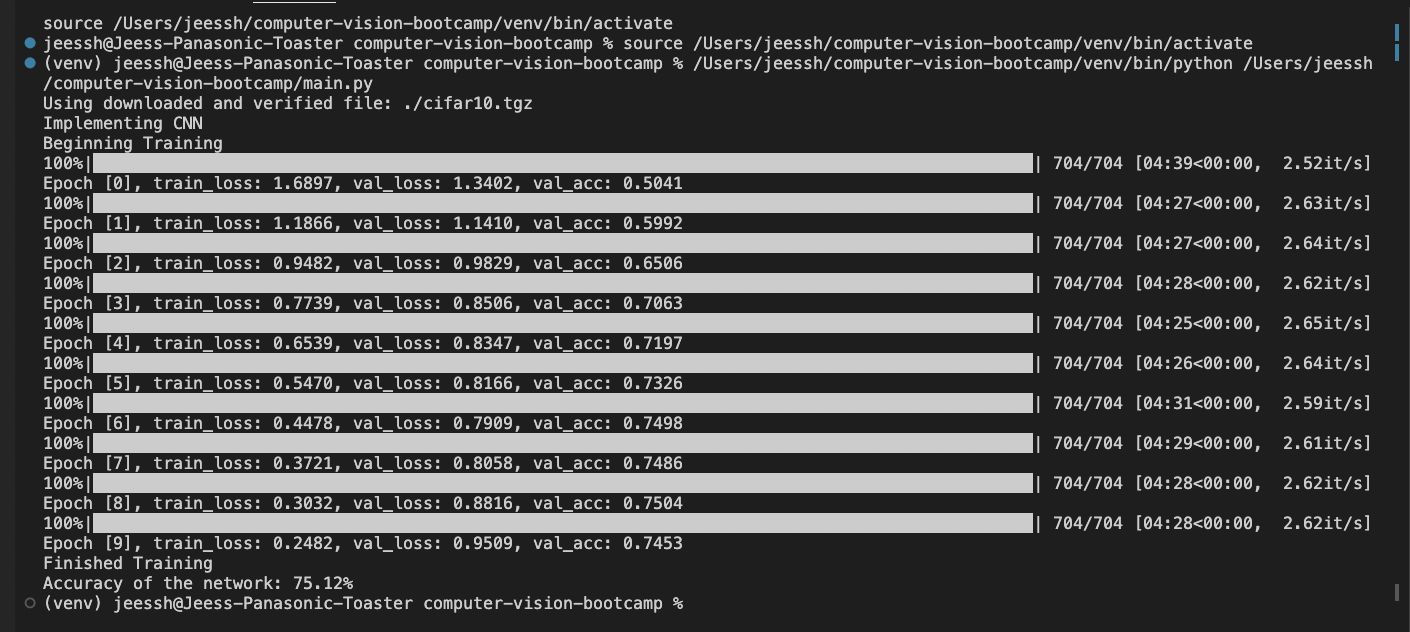 source /Users/jeessh/computer-vision-bootcamp/venv/bin/activate
jeessh@Jeess-Panasonic-Toaster computer-vision-bootcamp % source /Users/jeessh/computer-vision-bootcamp/venv/bin/activate
(venv) jeessh@Jeess-Panasonic-Toaster computer-vision-bootcamp % /Users/jeessh/computer-vision-bootcamp/venv/bin/python /Users/jeessh
/computer-vision-bootcamp/main.py
Using downloaded and verified file: ./cifar10.tgz
Implementing CNN
Beginning Training
100%| | 704/704 [04:39<00:00, 2.52it/s]
Epoch [0], train_loss: 1.6897, val_loss: 1.3402, val_acc: 0.5041
100%| | 704/704 [04:27<00:00, 2.63it/s]
Epoch [1], train_loss: 1.1866, val_loss: 1.1410, val_acc: 0.5992
100%| | 704/704 [04:27<00:00, 2.64it/s]
Epoch [2], train_loss: 0.9482, val_loss: 0.9829, val_acc: 0.6506
100%| | 704/704 [04:28<00:00, 2.62it/s]
Epoch [3], train_loss: 0.7739, val_loss: 0.8506, val_acc: 0.7063
100%| | 704/704 [04:25<00:00, 2.65it/s]
Epoch [4], train_loss: 0.6539, val_loss: 0.8347, val_acc: 0.7197
100%| | 704/704 [04:26<00:00, 2.64it/s]
Epoch [5], train_loss: 0.5470, val_loss: 0.8166, val_acc: 0.7326
100%| | 704/704 [04:31<00:00, 2.59it/s]
Epoch [6], train_loss: 0.4478, val_loss: 0.7909, val_acc: 0.7498
100%| | 704/704 [04:29<00:00, 2.61it/s]
Epoch [7], train_loss: 0.3721, val_loss: 0.8058, val_acc: 0.7486
100%| | 704/704 [04:28<00:00, 2.62it/s]
Epoch [8], train_loss: 0.3032, val_loss: 0.8816, val_acc: 0.7504
100%| | 704/704 [04:28<00:00, 2.62it/s]
Epoch [9], train_loss: 0.2482, val_loss: 0.9509, val_acc: 0.7453
Finished Training
Accuracy of the network: 75.12%
(venv) jeessh@Jeess-Panasonic-Toaster computer-vision-bootcamp %